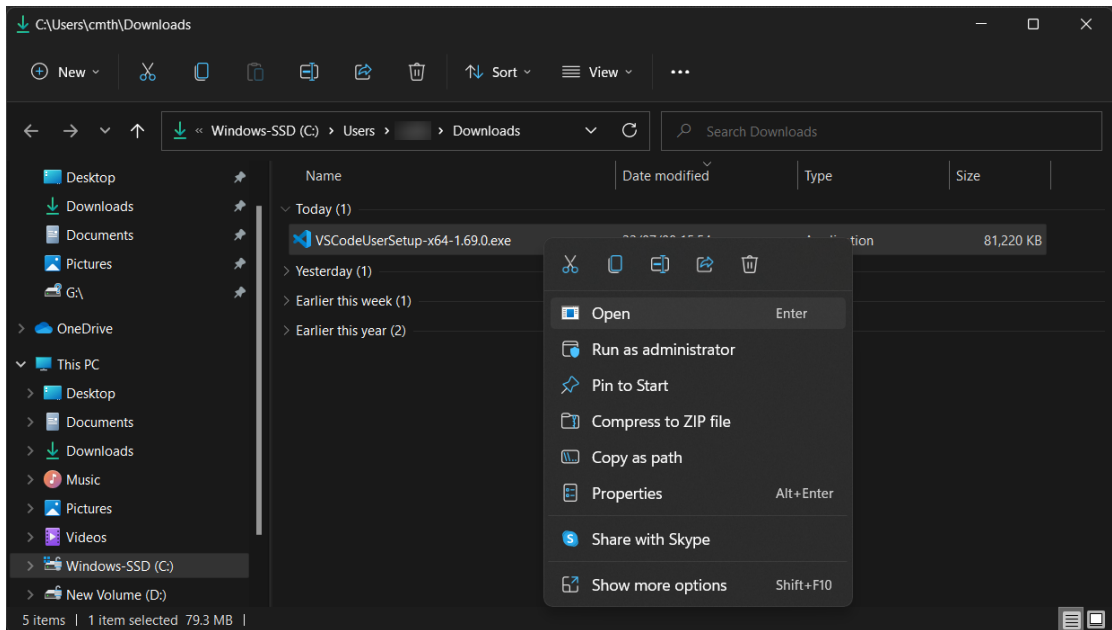 C:\Users\cmth\Downloads
New Sort View
« Windows-SSD (C:) › Users › › Downloads
Search Downloads
Desktop
Downloads
Documents
Pictures
G:\
OneDrive
This PC
Desktop
Documents
Downloads
Music
Pictures
Videos
Windows-SSD (C:)
New Volume (D:)
Name Date modified Type Size
Today (1)
VSCodeUserSetup-x64-1.69.0.exe 81,220 KB
Yesterday (1)
Earlier this week (1)
Earlier this year (2)
Open Enter
Run as administrator
Pin to Start
Compress to ZIP file
Copy as path
Properties Alt+Enter
Share with Skype
Show more options Shift+F10
5 items | 1 item selected 79.3 MB |